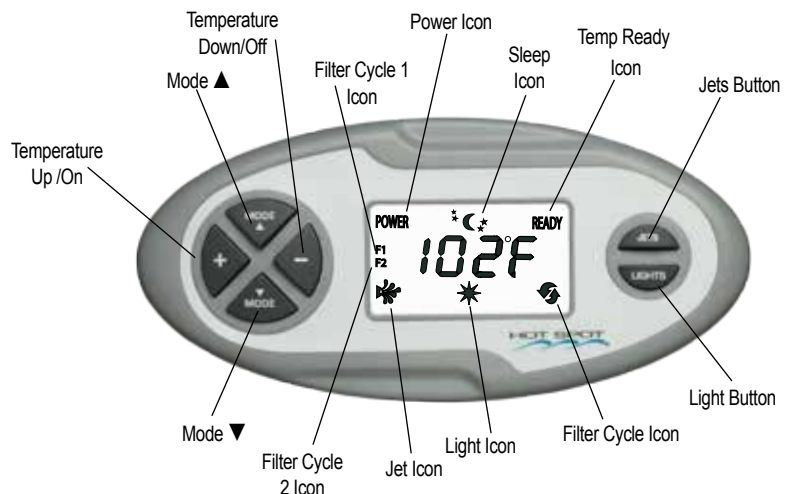 Temperature
Down/Off
Power Icon
Sleep
Icon
Temp Ready
Icon
Filter Cycle 1
Icon
Mode ▲
Jets Button
Temperature
Up /On
MODE
▲
+
−
▼
MODE
POWER
READY
F1
F2
102°F
JETS
LIGHTS
HOT SPOT
Mode ▼
Filter Cycle
2 Icon
Jet Icon
Light Icon
Filter Cycle Icon
Light Button